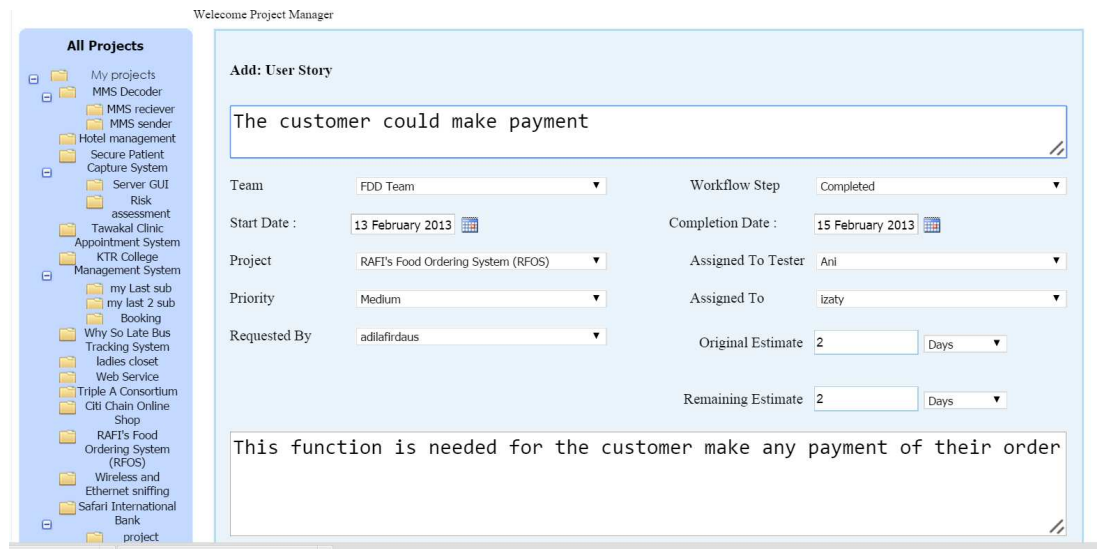 Welecome Project Manager
All Projects
My projects
MMS Decoder
MMS reciever
MMS sender
Hotel management
Secure Patient
Capture System
Server GUI
Risk
assessment
Tawakal Clinic
Appointment System
KTR College
Management System
my Last sub
my last 2 sub
Booking
Why So Late Bus
Tracking System
ladies closet
Web Service
Triple A Consortium
Citi Chain Online
Shop
RAFI's Food
Ordering System
(RFOS)
Wireless and
Ethernet sniffing
Safari International
Bank
project
Add: User Story
The customer could make payment
Team FDD Team Workflow Step Completed
Start Date : 13 February 2013 Completion Date : 15 February 2013
Project RAFI's Food Ordering System (RFOS) Assigned To Tester Ani
Priority Medium Assigned To izaty
Requested By adilafirdaus Original Estimate 2 Days
Remaining Estimate 2 Days
This function is needed for the customer make any payment of their order